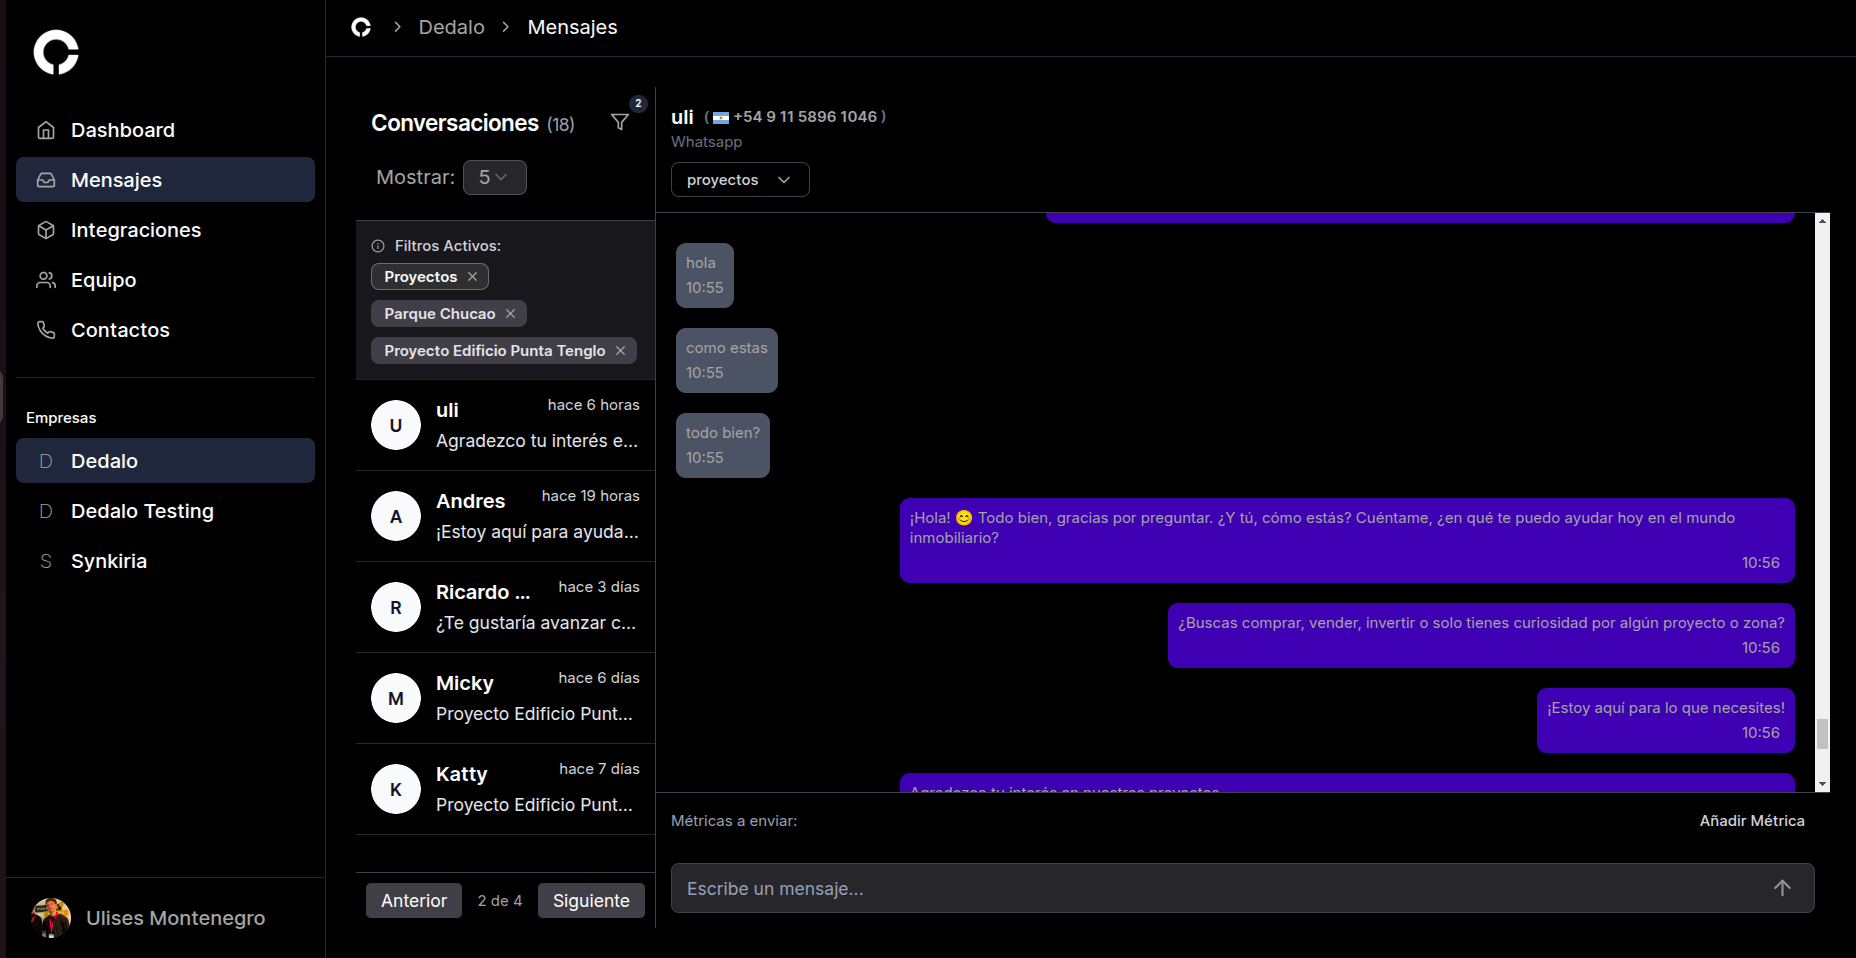 Dedalo
Mensajes
Dashboard
Mensajes
Integraciones
Equipo
Contactos
Empresas
D Dedalo
D Dedalo Testing
S Synkiria
Ulises Montenegro
Conversaciones (18)
2
Mostrar: 5
Filtros Activos:
Proyectos
Parque Chucao
Proyecto Edificio Punta Tenglo
U
uli
hace 6 horas
Agradezco tu interés e...
A
Andres
hace 19 horas
¡Estoy aquí para ayuda...
R
Ricardo ...
hace 3 días
¿Te gustaría avanzar c...
M
Micky
hace 6 días
Proyecto Edificio Punt...
K
Katty
hace 7 días
Proyecto Edificio Punt...
Anterior
2 de 4
Siguiente
uli ( +54 9 11 5896 1046 )
Whatsapp
proyectos
hola
10:55
como estas
10:55
todo bien?
10:55
¡Hola! 😊 Todo bien, gracias por preguntar. ¿Y tú, cómo estás? Cuéntame, ¿en qué te puedo ayudar hoy en el mundo
inmobiliario?
10:56
¿Buscas comprar, vender, invertir o solo tienes curiosidad por algún proyecto o zona?
10:56
¡Estoy aquí para lo que necesites!
10:56
Agradezco tu interés en nuestros proyectos
Métricas a enviar:
Añadir Métrica
Escribe un mensaje...